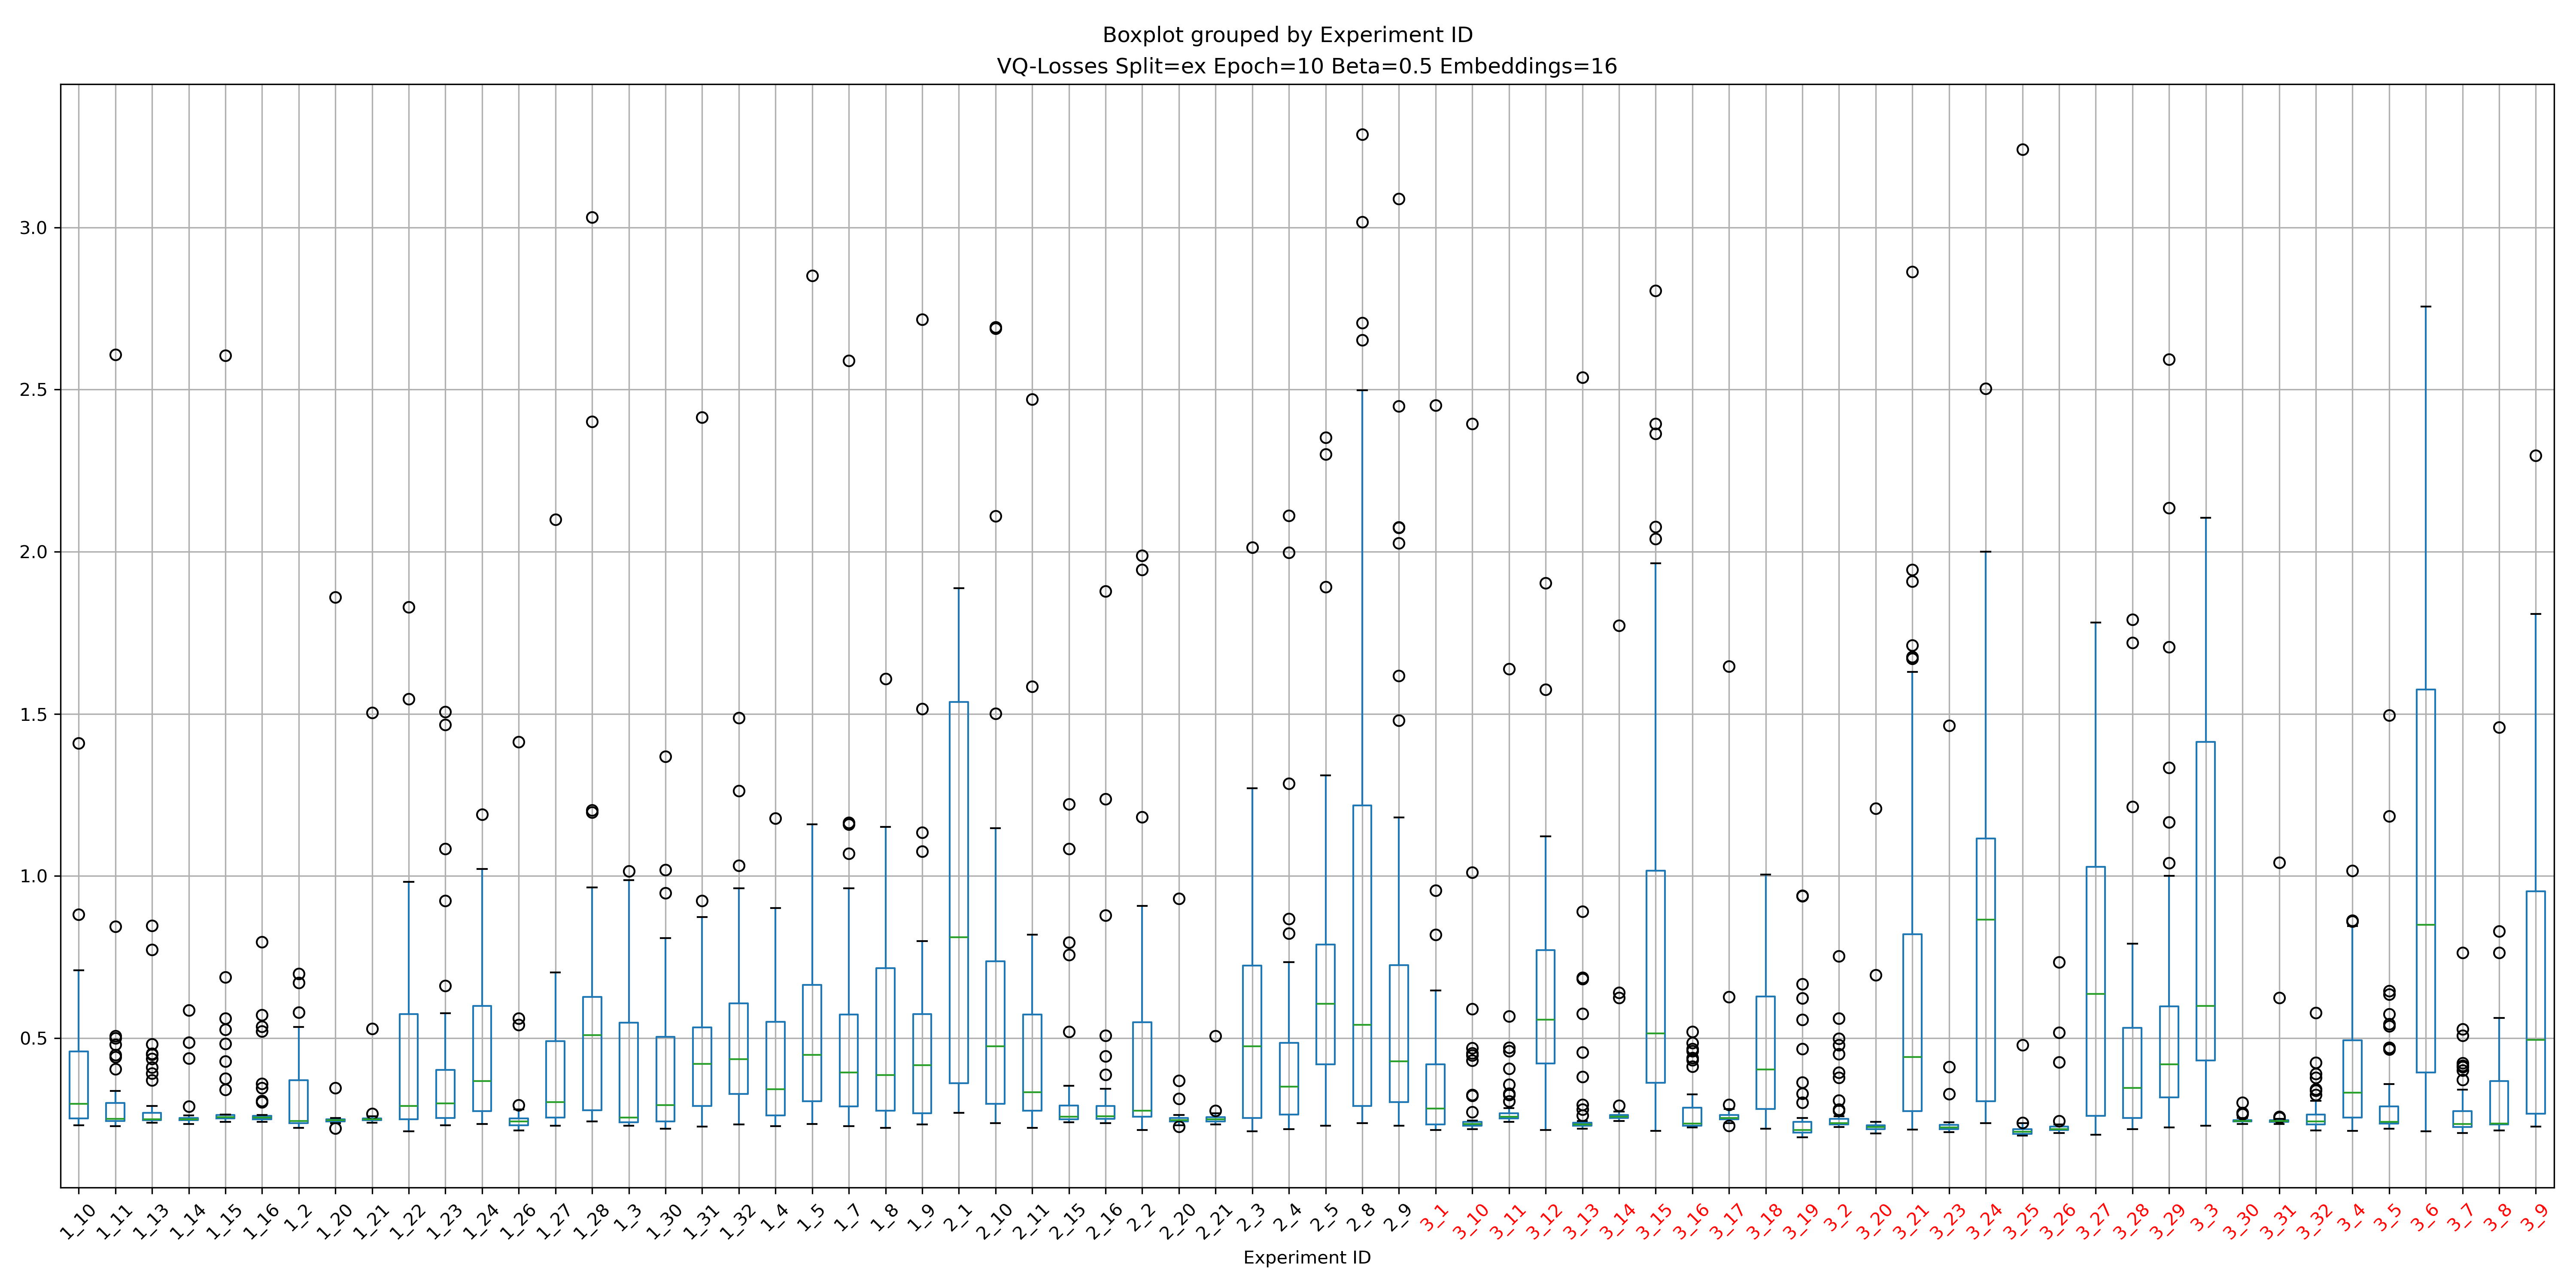 Boxplot grouped by Experiment ID
VQ-Losses Split=ex Epoch=10 Beta=0.5 Embeddings=16
3.0
2.5
2.0
1.5
1.0
0.5
1_10 1_11 1_13 1_14 1_15 1_16 1_2 1_20 1_21 1_22 1_23 1_24 1_26 1_27 1_28 1_3 1_30 1_31 1_32 1_4 1_5 1_7 1_8 1_9 2_1 2_10 2_11 2_15 2_16 2_2 2_20 2_21 2_3 2_4 2_5 2_8 2_9 3_1 3_10 3_11 3_12 3_13 3_14 3_15 3_16 3_17 3_18 3_19 3_2 3_20 3_21 3_23 3_24 3_25 3_26 3_27 3_28 3_29 3_3 3_30 3_31 3_32 3_4 3_5 3_6 3_7 3_8 3_9
Experiment ID